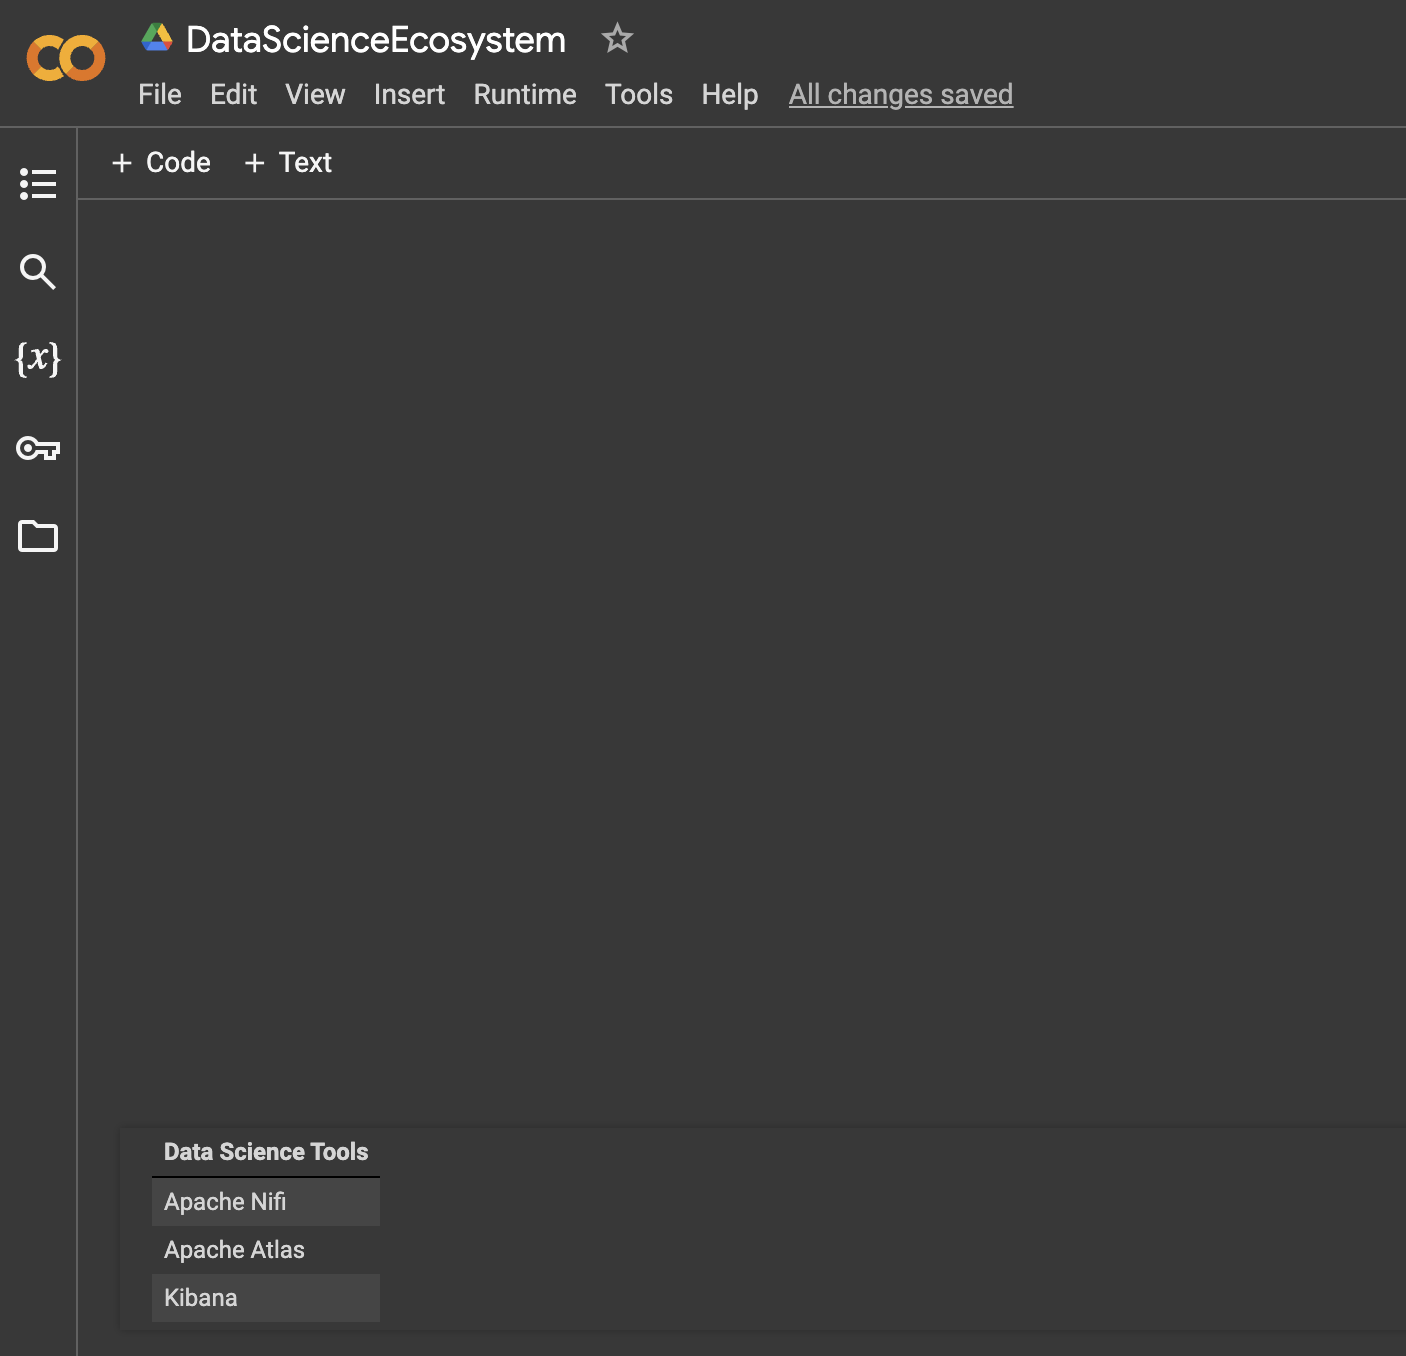 DataScienceEcosystem
File Edit View Insert Runtime Tools Help All changes saved
+ Code + Text
{x}
Data Science Tools
Apache Nifi
Apache Atlas
Kibana